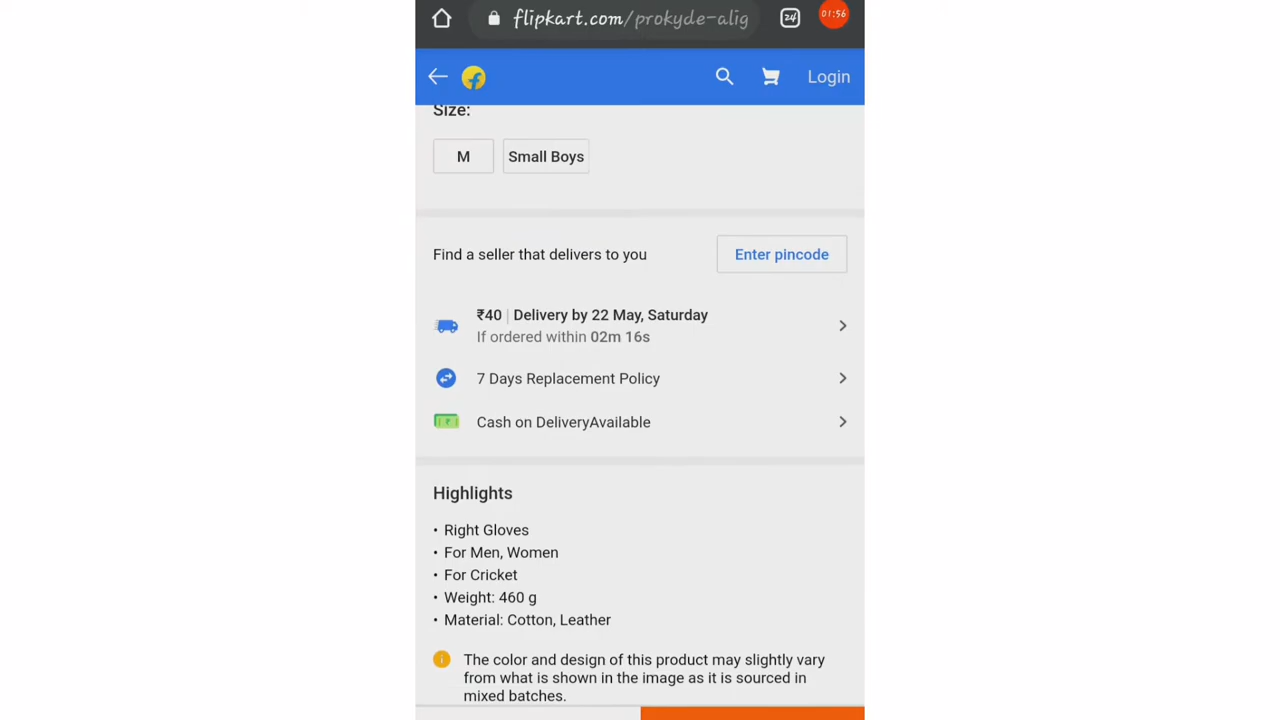 flipkart.com/prokyde-alig
24
01:56
Login
Size:
M
Small Boys
Find a seller that delivers to you
Enter pincode
₹40 | Delivery by 22 May, Saturday
If ordered within 02m 16s
7 Days Replacement Policy
Cash on DeliveryAvailable
Highlights
• Right Gloves
• For Men, Women
• For Cricket
• Weight: 460 g
• Material: Cotton, Leather
The color and design of this product may slightly vary
from what is shown in the image as it is sourced in
mixed batches.